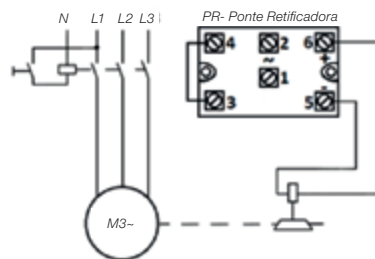 N L1 L2 L3
PR- Ponte Retificadora
4 2 6
~ +
1
3 5 -
M3~